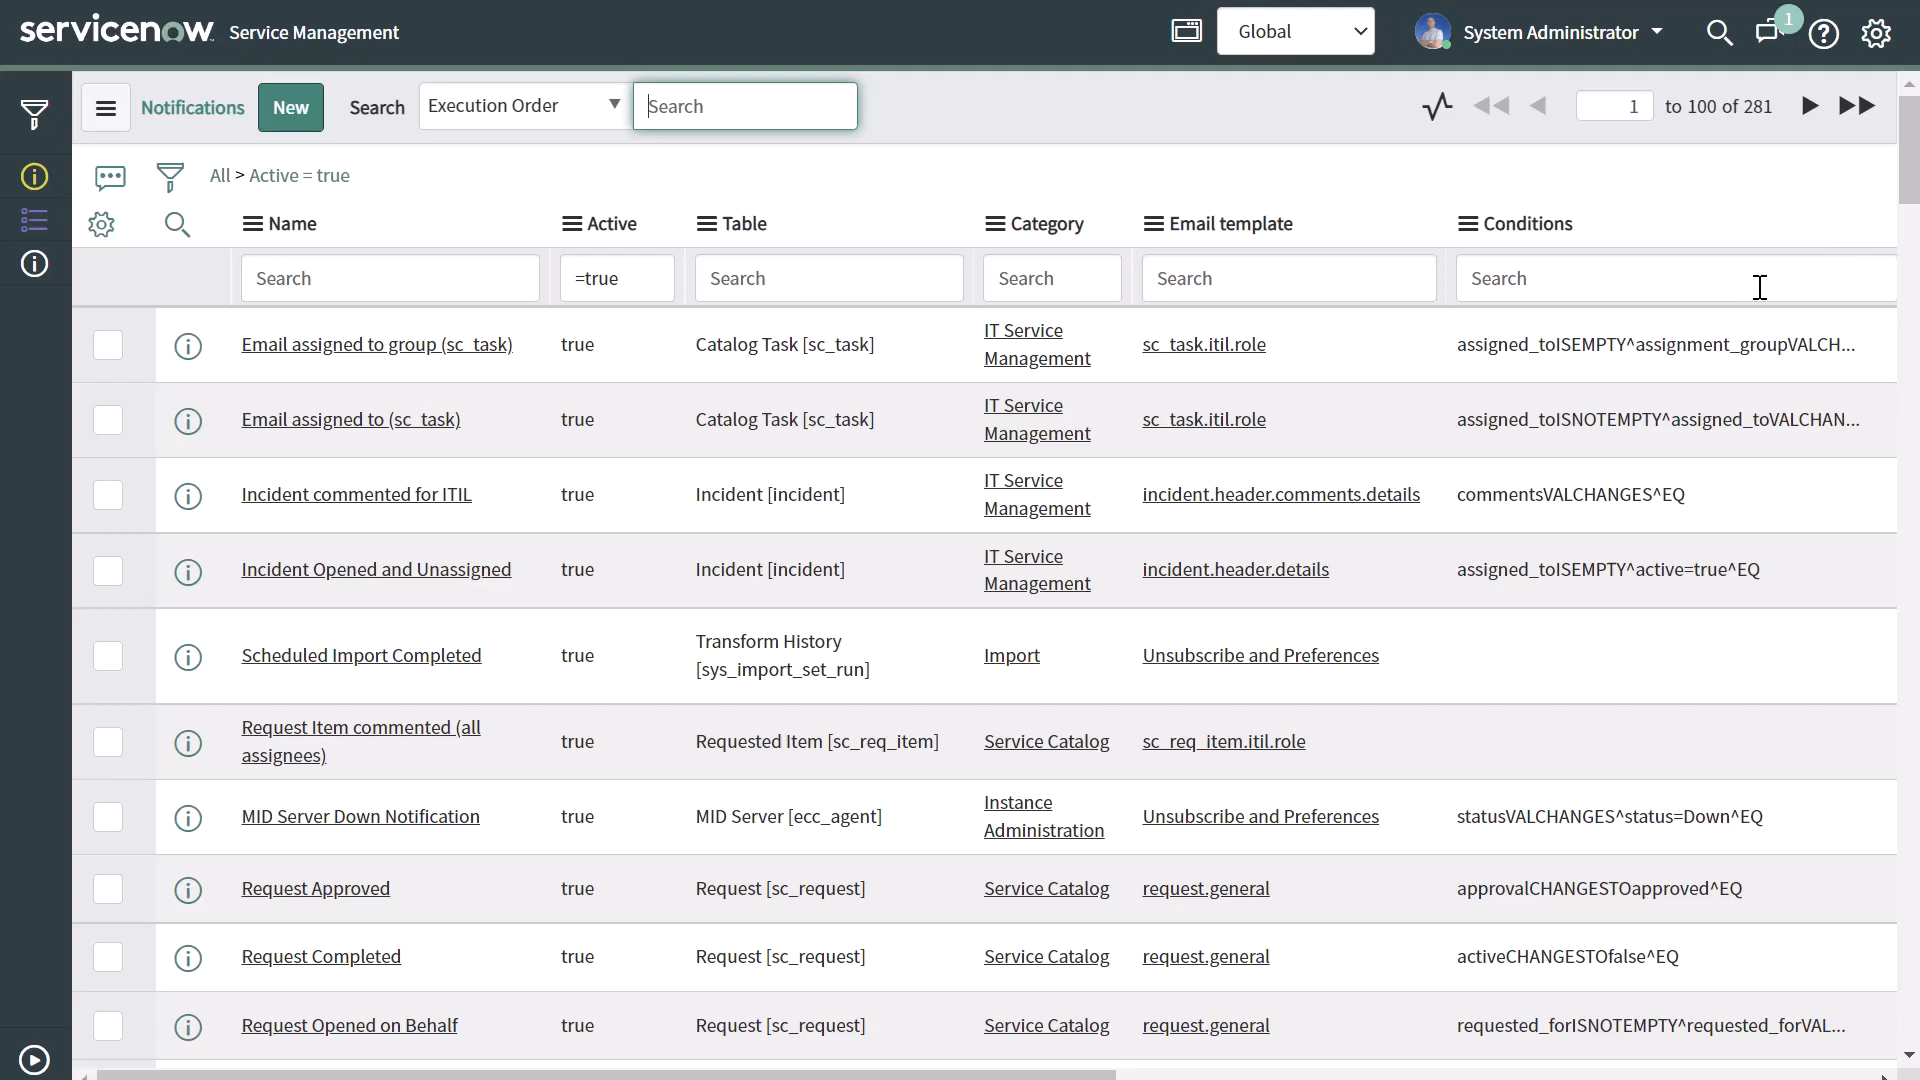 servicenow Service Management
Global
System Administrator
1
Notifications
New
Search
Execution Order
Search
1 to 100 of 281
All > Active = true
Name
Active
Table
Category
Email template
Conditions
Search
=true
Search
Search
Search
Search
Email assigned to group (sc_task)
true
Catalog Task [sc_task]
IT Service
Management
sc_task.itil.role
assigned_toISEMPTY^assignment_groupVALCH...
Email assigned to (sc_task)
true
Catalog Task [sc_task]
IT Service
Management
sc_task.itil.role
assigned_toISNOTEMPTY^assigned_toVALCHAN...
Incident commented for ITIL
true
Incident [incident]
IT Service
Management
incident.header.comments.details
commentsVALCHANGES^EQ
Incident Opened and Unassigned
true
Incident [incident]
IT Service
Management
incident.header.details
assigned_toISEMPTY^active=true^EQ
Scheduled Import Completed
true
Transform History
[sys_import_set_run]
Import
Unsubscribe and Preferences
Request Item commented (all
assignees)
true
Requested Item [sc_req_item]
Service Catalog
sc_req_item.itil.role
MID Server Down Notification
true
MID Server [ecc_agent]
Instance
Administration
Unsubscribe and Preferences
statusVALCHANGES^status=Down^EQ
Request Approved
true
Request [sc_request]
Service Catalog
request.general
approvalCHANGESTOapproved^EQ
Request Completed
true
Request [sc_request]
Service Catalog
request.general
activeCHANGESTOfalse^EQ
Request Opened on Behalf
true
Request [sc_request]
Service Catalog
request.general
requested_forISNOTEMPTY^requested_forVAL...